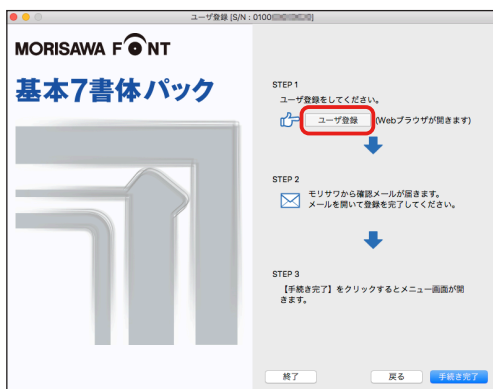 ユーザ登録 [S/N : 0100
MORISAWA FONT
基本7書体パック
STEP 1
ユーザ登録をしてください。
ユーザ登録 (Webブラウザが開きます)
STEP 2
モリサワから確認メールが届きます。
メールを開いて登録を完了してください。
STEP 3
【手続き完了】をクリックするとメニュー画面が開
きます。
終了 戻る 手続き完了